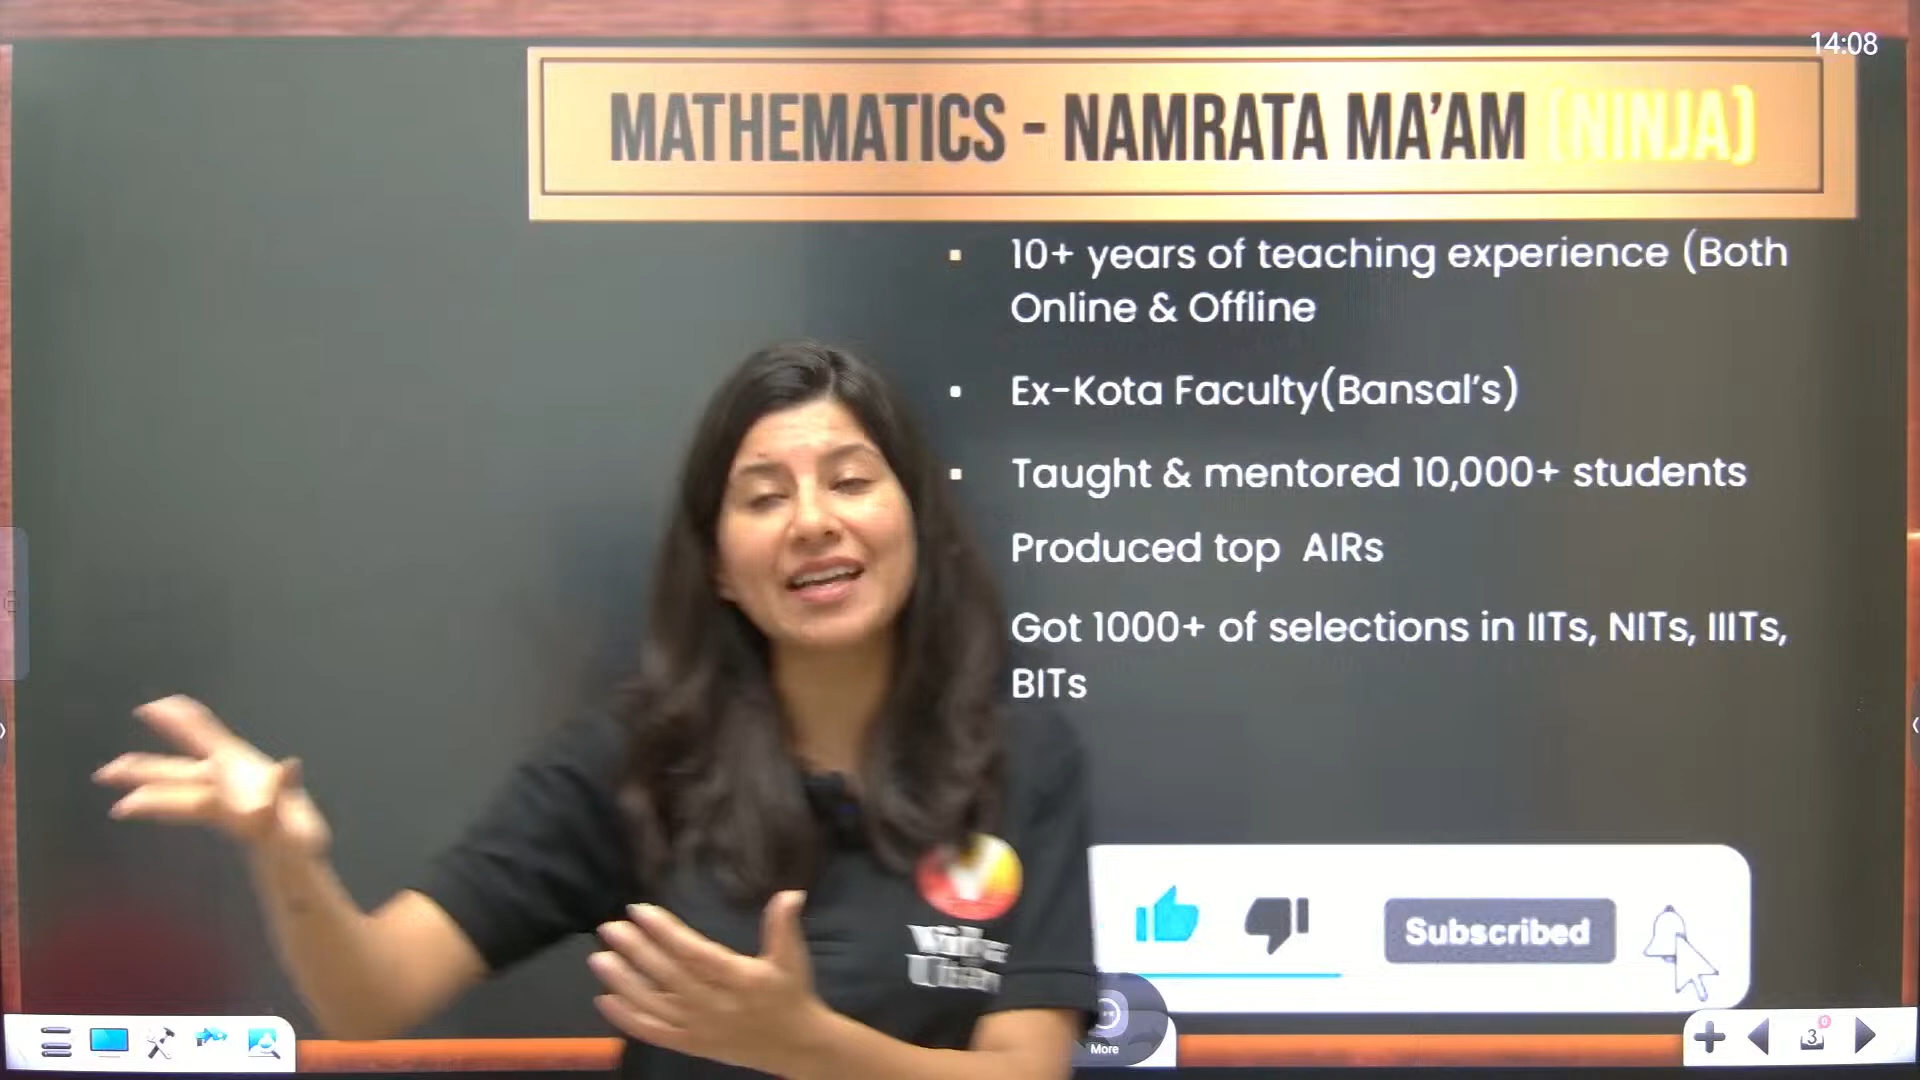 14:08
MATHEMATICS - NAMRATA MA'AM (NINJA)
▪ 10+ years of teaching experience (Both
Online & Offline
▪ Ex-Kota Faculty(Bansal's)
▪ Taught & mentored 10,000+ students
Produced top AIRs
Got 1000+ of selections in IITs, NITs, IIITs,
BITs
Subscribed
More
3
0